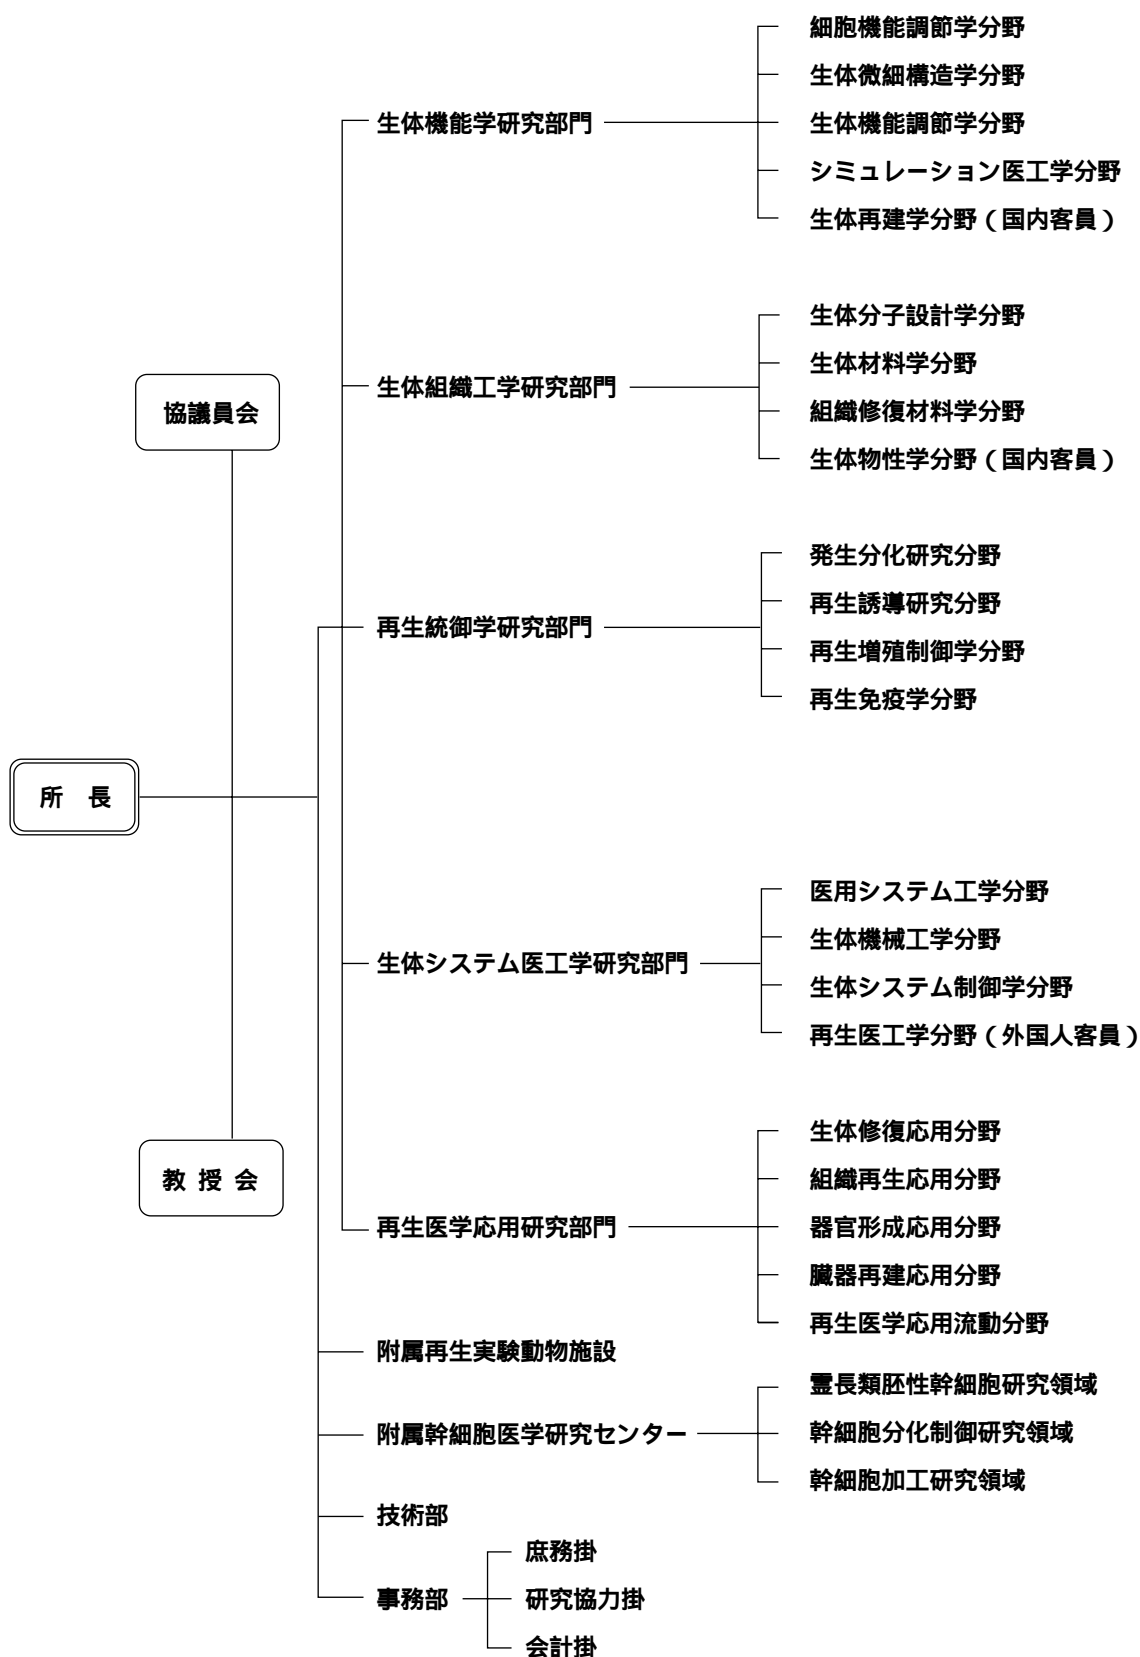 細胞機能調節学分野
生体微細構造学分野
生体機能学研究部門
生体機能調節学分野
シミュレーション医工学分野
生体再建学分野（国内客員）
生体分子設計学分野
生体材料学分野
生体組織工学研究部門
組織修復材料学分野
生体物性学分野（国内客員）
協議員会
発生分化研究分野
再生誘導研究分野
再生統御学研究部門
再生増殖制御学分野
再生免疫学分野
所 長
医用システム工学分野
生体機械工学分野
生体システム医工学研究部門
生体システム制御学分野
再生医工学分野（外国人客員）
教 授 会
生体修復応用分野
組織再生応用分野
再生医学応用研究部門
器官形成応用分野
臓器再建応用分野
再生医学応用流動分野
附属再生実験動物施設
霊長類胚性幹細胞研究領域
附属幹細胞医学研究センター
幹細胞分化制御研究領域
幹細胞加工研究領域
技術部
庶務掛
事務部
研究協力掛
会計掛